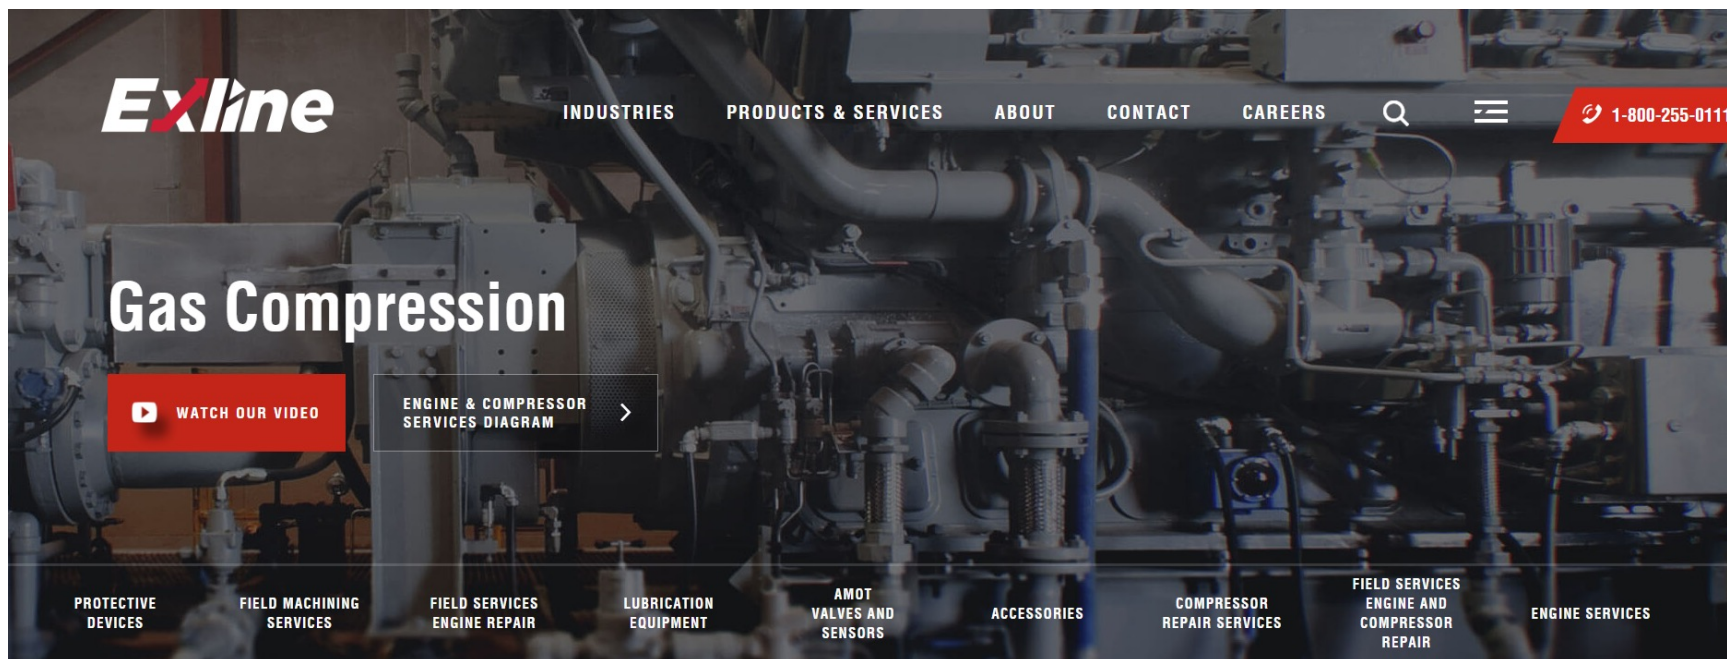 Exline
INDUSTRIES
PRODUCTS & SERVICES
ABOUT
CONTACT
CAREERS
1-800-255-0111
Gas Compression
WATCH OUR VIDEO
ENGINE & COMPRESSOR
SERVICES DIAGRAM
PROTECTIVE
DEVICES
FIELD MACHINING
SERVICES
FIELD SERVICES
ENGINE REPAIR
LUBRICATION
EQUIPMENT
AMOT
VALVES AND
SENSORS
ACCESSORIES
COMPRESSOR
REPAIR SERVICES
FIELD SERVICES
ENGINE AND
COMPRESSOR
REPAIR
ENGINE SERVICES